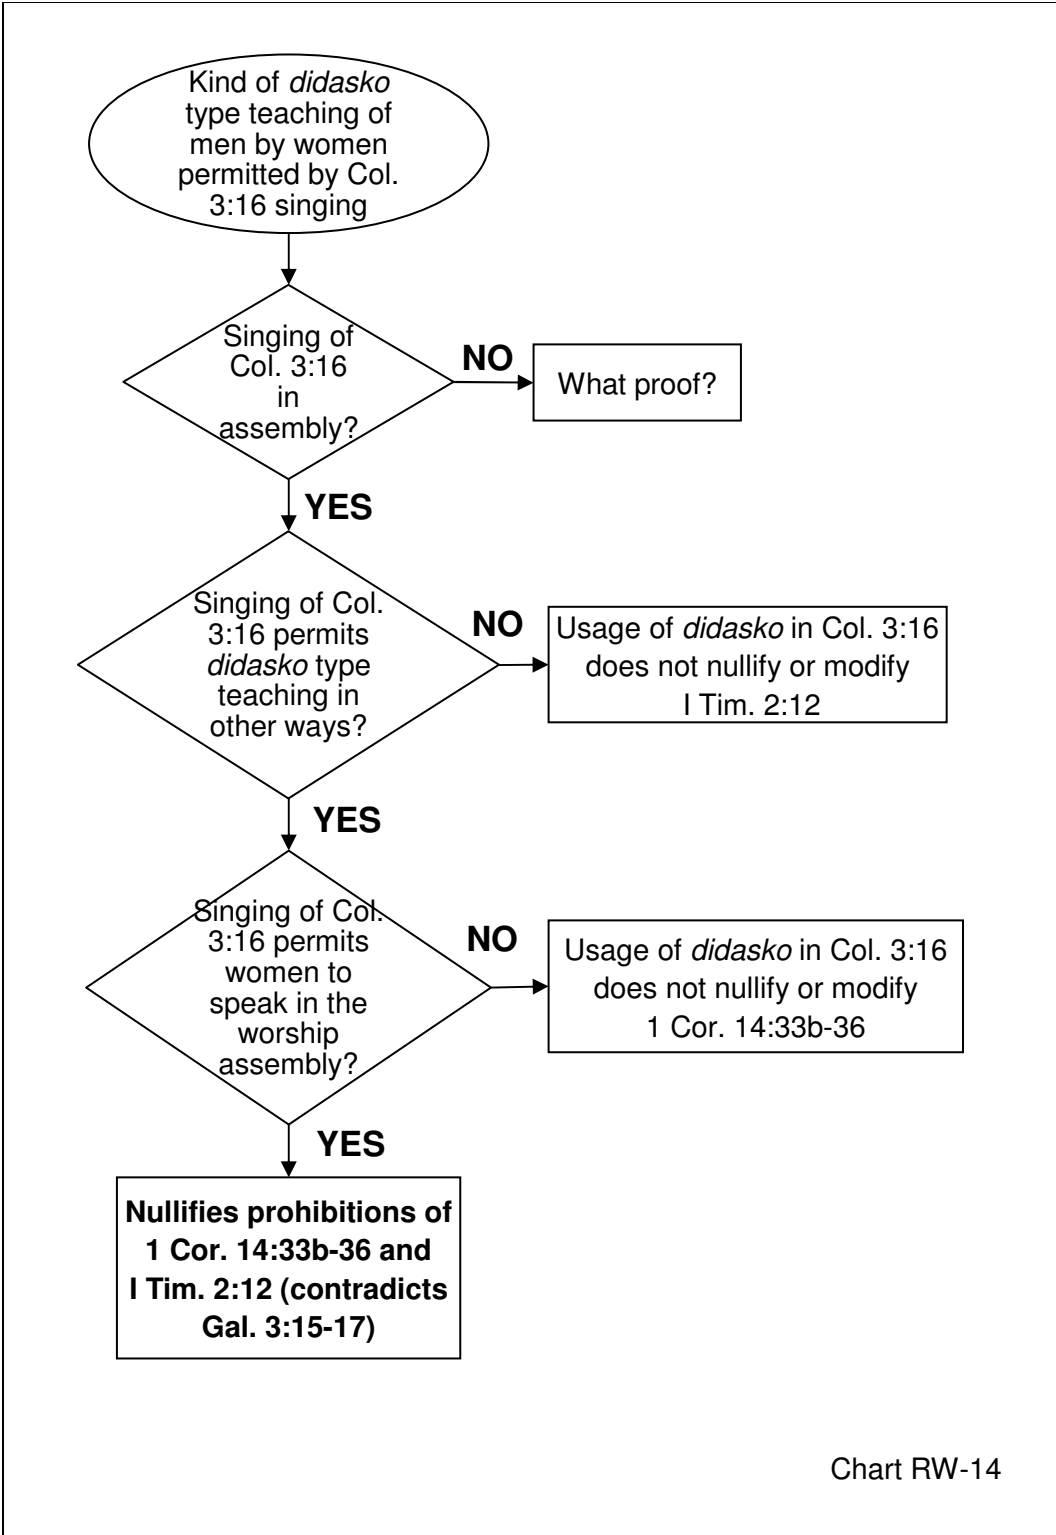 Kind of didasko
type teaching of
men by women
permitted by Col.
3:16 singing
Singing of
Col. 3:16
in
assembly?
NO
What proof?
YES
Singing of Col.
3:16 permits
didasko type
teaching in
other ways?
NO
Usage of didasko in Col. 3:16
does not nullify or modify
I Tim. 2:12
YES
Singing of Col.
3:16 permits
women to
speak in the
worship
assembly?
NO
Usage of didasko in Col. 3:16
does not nullify or modify
1 Cor. 14:33b-36
YES
Nullifies prohibitions of
1 Cor. 14:33b-36 and
I Tim. 2:12 (contradicts
Gal. 3:15-17)
Chart RW-14